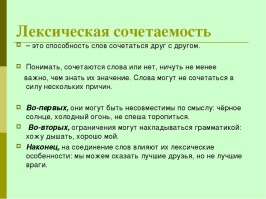 Лексическая сочетаемость
– это способность слов сочетаться друг с другом.
Понимать, сочетаются слова или нет, ничуть не менее
важно, чем знать их значение. Слова могут не сочетаться в
силу нескольких причин.
Во-первых, они могут быть несовместимы по смыслу: чёрное
солнце, холодный огонь, не спеша торопиться.
Во-вторых, ограничения могут накладываться грамматикой:
хожу дышать, хорошо мой.
Наконец, на соединение слов влияют их лексические
особенности: мы можем сказать лучшие друзья, но не лучшие
враги.